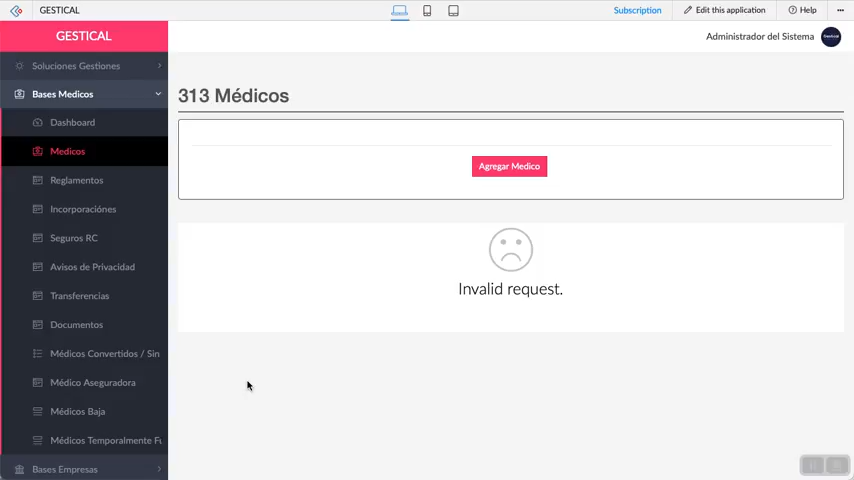 GESTICAL
Subscription
Edit this application
Help
GESTICAL
Administrador del Sistema
Soluciones Gestiones
Bases Medicos
Dashboard
Medicos
Reglamentos
Incorporaciónes
Seguros RC
Avisos de Privacidad
Transferencias
Documentos
Médicos Convertidos / Sin
Médico Aseguradora
Médicos Baja
Médicos Temporalmente Fu
Bases Empresas
313 Médicos
Agregar Medico
Invalid request.